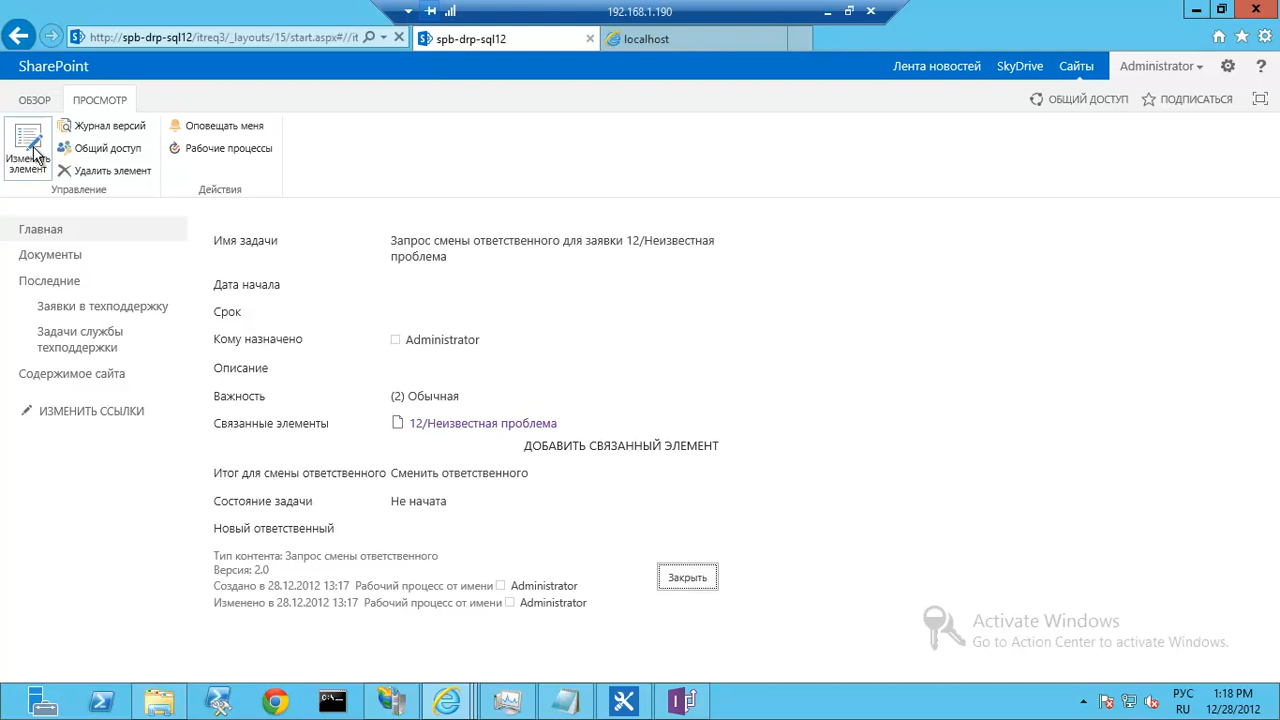 192.168.1.190
http://spb-drp-sql12/itreq3/_layouts/15/start.aspx#//it
spb-drp-sql12
localhost
SharePoint
Лента новостей
SkyDrive
Сайты
Administrator
ОБЗОР
ПРОСМОТР
ОБЩИЙ ДОСТУП
ПОДПИСАТЬСЯ
Изменить
элемент
Журнал версий
Общий доступ
Удалить элемент
Управление
Оповещать меня
Рабочие процессы
Действия
Главная
Документы
Последние
Заявки в техподдержку
Задачи службы
техподдержки
Содержимое сайта
ИЗМЕНИТЬ ССЫЛКИ
Имя задачи
Запрос смены ответственного для заявки 12/Неизвестная
проблема
Дата начала
Срок
Кому назначено
Administrator
Описание
Важность
(2) Обычная
Связанные элементы
12/Неизвестная проблема
ДОБАВИТЬ СВЯЗАННЫЙ ЭЛЕМЕНТ
Итог для смены ответственного
Сменить ответственного
Состояние задачи
Не начата
Новый ответственный
Тип контента: Запрос смены ответственного
Версия: 2.0
Создано в 28.12.2012 13:17 Рабочий процесс от имени Administrator
Изменено в 28.12.2012 13:17 Рабочий процесс от имени Administrator
Закрыть
Activate Windows
Go to Action Center to activate Windows.
РУС
RU
1:18 PM
12/28/2012